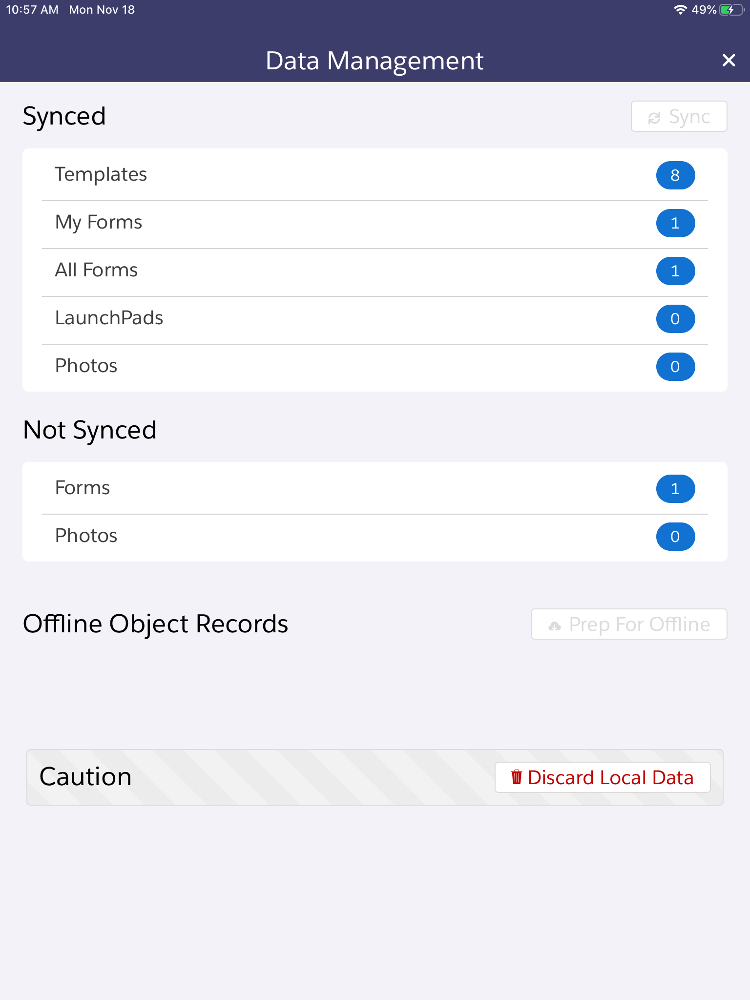 10:57 AM Mon Nov 18 49%
Data Management
Synced Sync
Templates 8
My Forms 1
All Forms 1
LaunchPads 0
Photos 0
Not Synced
Forms 1
Photos 0
Offline Object Records Prep For Offline
Caution Discard Local Data